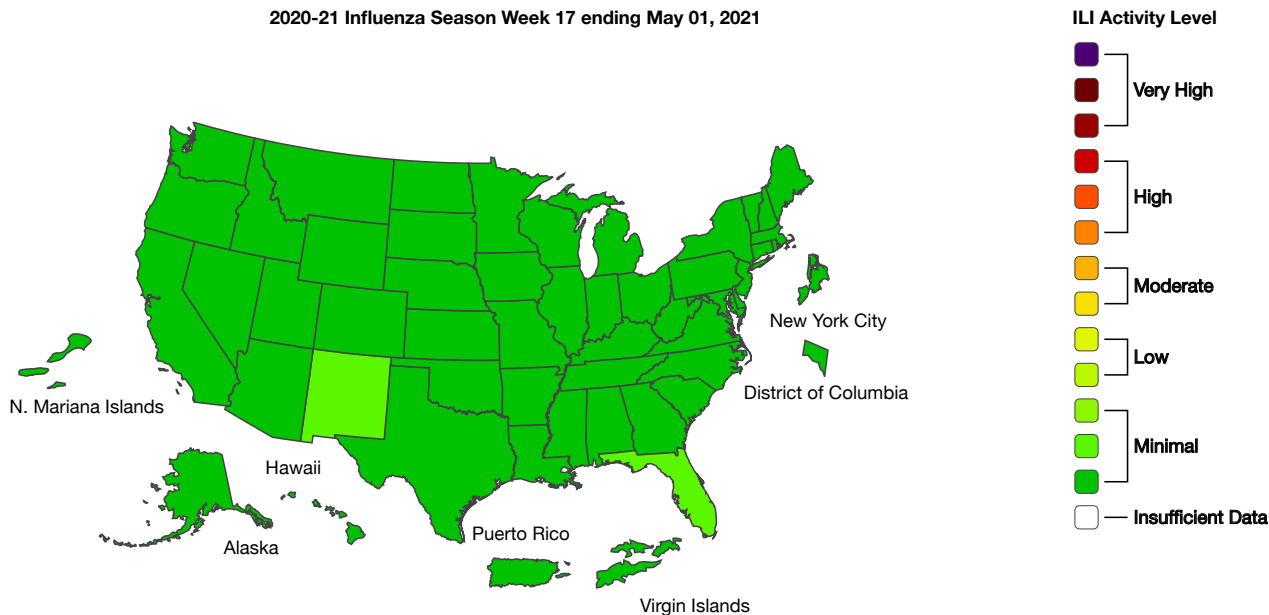 2020-21 Influenza Season Week 17 ending May 01, 2021
ILI Activity Level
Very High
High
Moderate
Low
Minimal
Insufficient Data
New York City
District of Columbia
N. Mariana Islands
Hawaii
Alaska
Puerto Rico
Virgin Islands